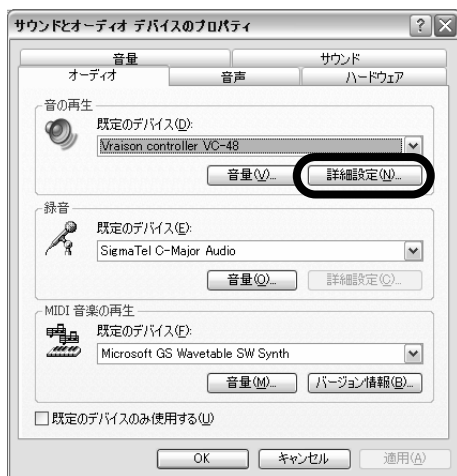 サウンドとオーディオ デバイスのプロパティ
音量 サウンド
オーディオ 音声 ハードウェア
音の再生
既定のデバイス(D):
Vraison controller VC-48
音量(V)... 詳細設定(N)...
録音
既定のデバイス(E):
SigmaTel C-Major Audio
音量(O)... 詳細設定(C)...
MIDI 音楽の再生
既定のデバイス(F):
Microsoft GS Wavetable SW Synth
音量(M)... バージョン情報(B)...
既定のデバイスのみ使用する(U)
OK キャンセル 適用(A)